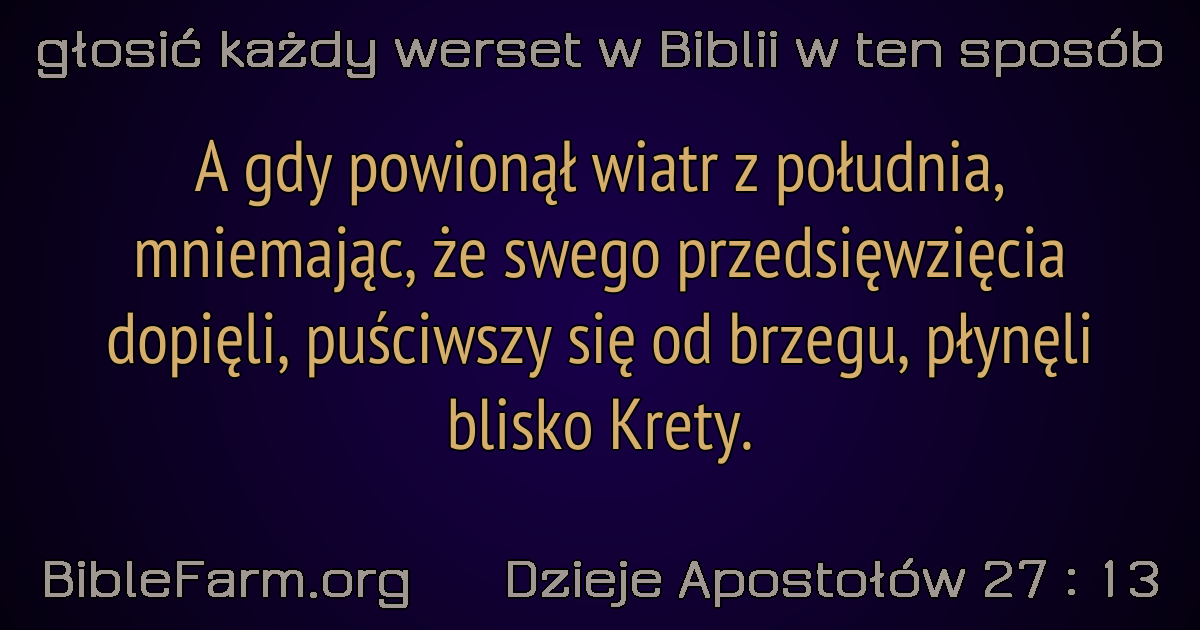 głosić każdy werset w Biblii w ten sposób
A gdy powionął wiatr z południa,
mniemając, że swego przedsięwzięcia
dopięli, puściwszy się od brzegu, płynęli
blisko Krety.
BibleFarm.org Dzieje Apostołów 27 : 13